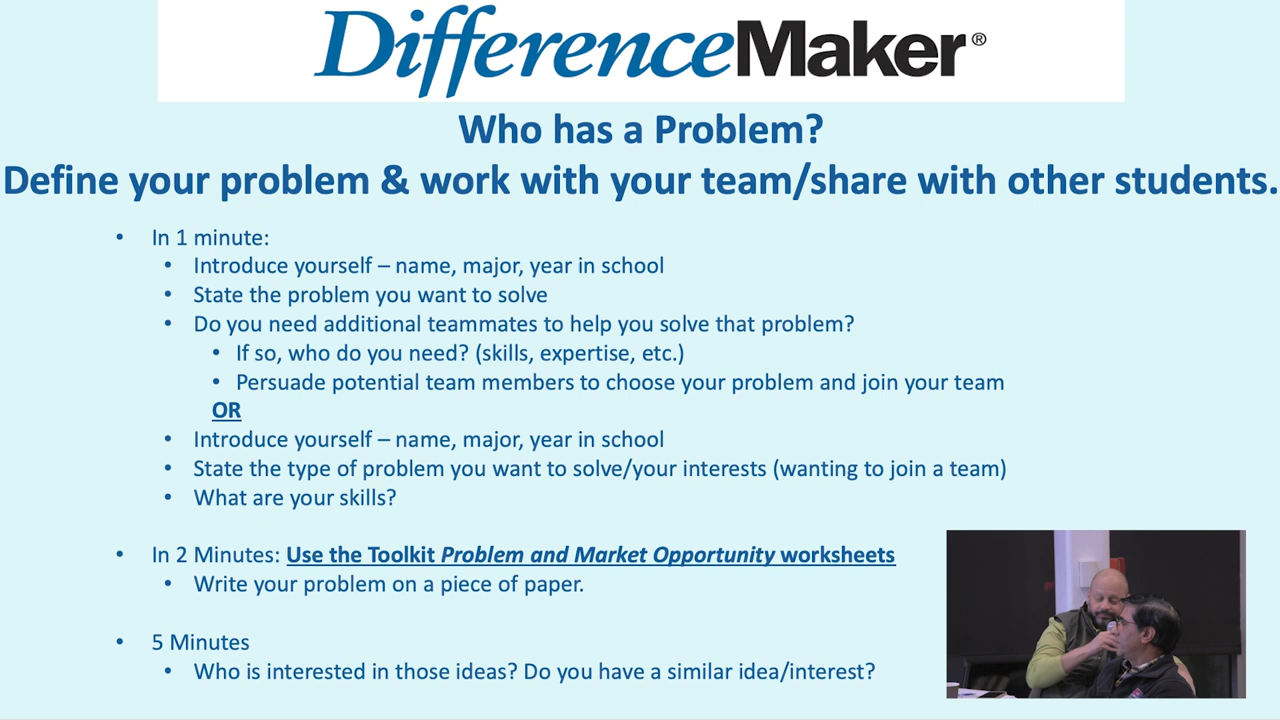 DifferenceMaker®
Who has a Problem?
Define your problem & work with your team/share with other students.
• In 1 minute:
• Introduce yourself – name, major, year in school
• State the problem you want to solve
• Do you need additional teammates to help you solve that problem?
• If so, who do you need? (skills, expertise, etc.)
• Persuade potential team members to choose your problem and join your team
OR
• Introduce yourself – name, major, year in school
• State the type of problem you want to solve/your interests (wanting to join a team)
• What are your skills?
• In 2 Minutes: Use the Toolkit Problem and Market Opportunity worksheets
• Write your problem on a piece of paper.
• 5 Minutes
• Who is interested in those ideas? Do you have a similar idea/interest?